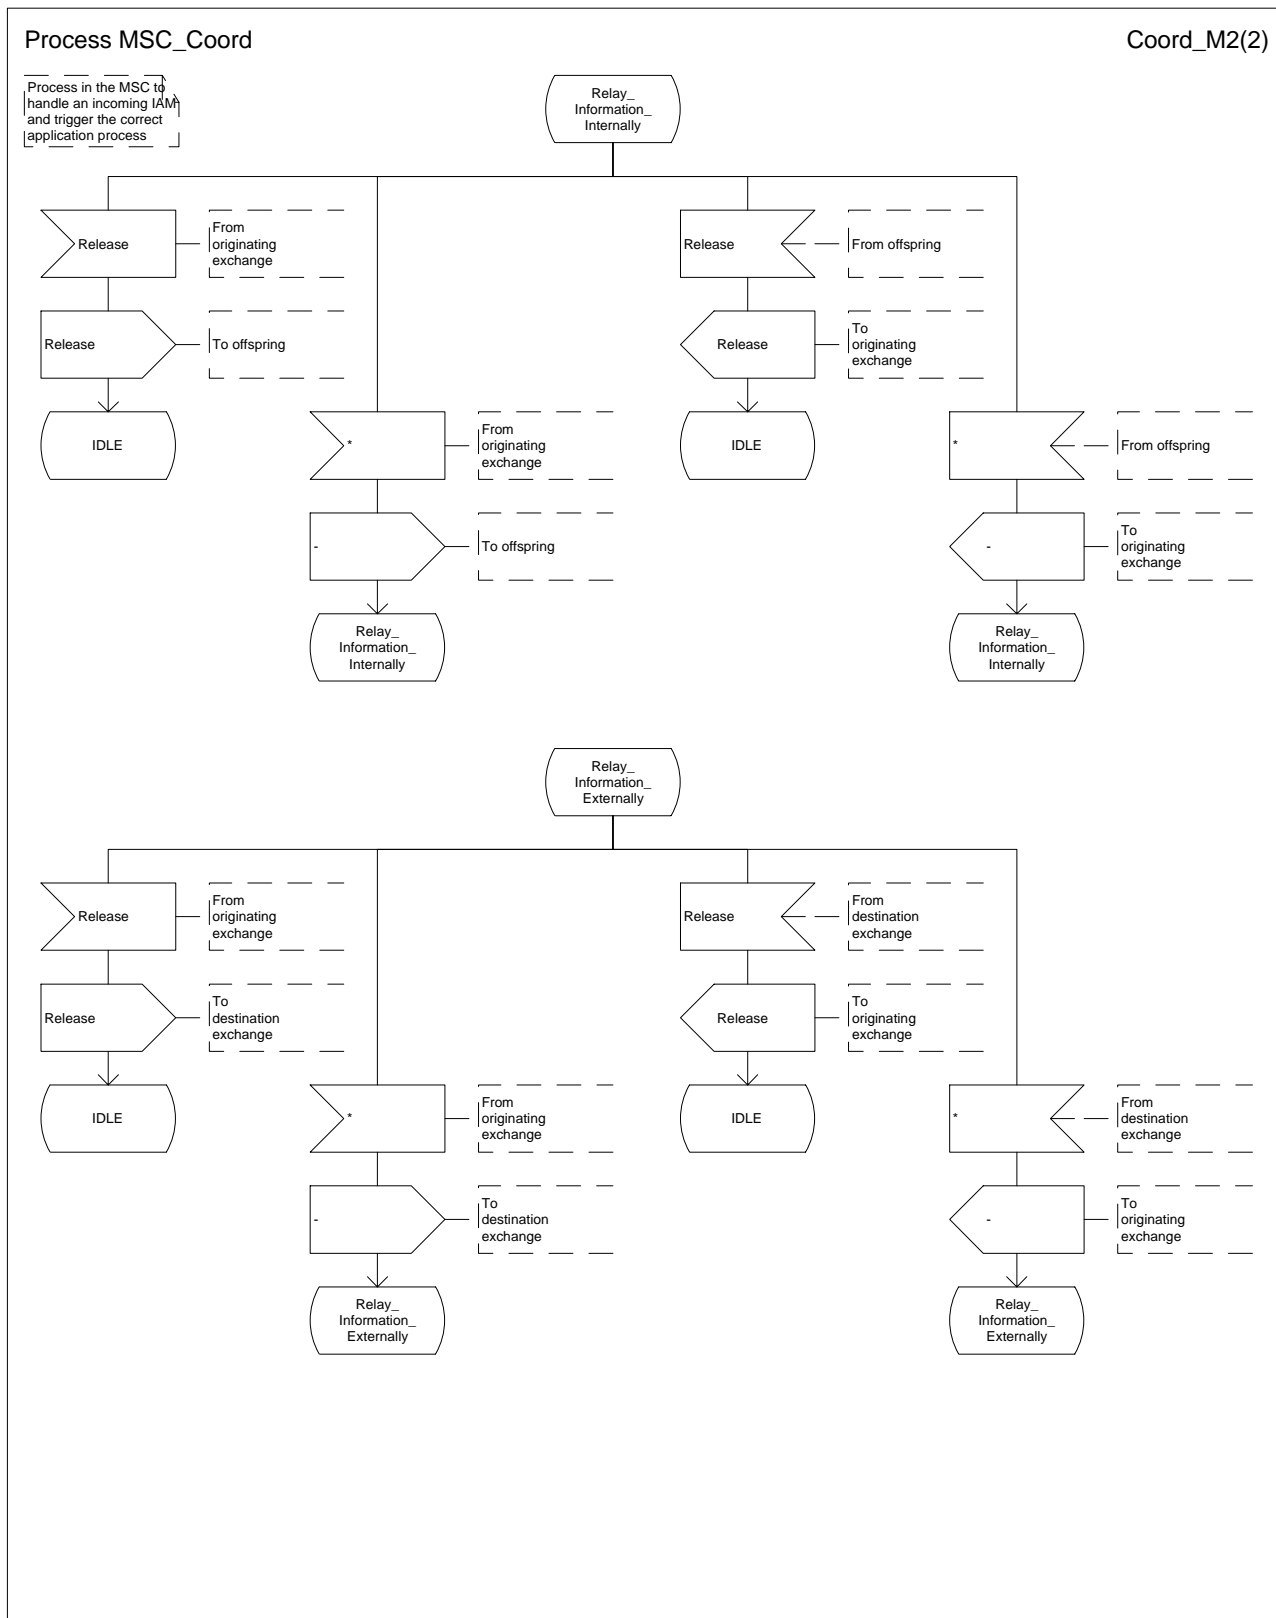 Process MSC_Coord
Coord_M2(2)
Process in the MSC to
handle an incoming IAM
and trigger the correct
application process
Relay_
Information_
Internally
Release
From
originating
exchange
Release
From offspring
Release
To offspring
Release
To
originating
exchange
IDLE
*
From
originating
exchange
IDLE
*
From offspring
-
To offspring
-
To
originating
exchange
Relay_
Information_
Internally
Relay_
Information_
Internally
Relay_
Information_
Externally
Release
From
originating
exchange
Release
From
destination
exchange
Release
To
destination
exchange
Release
To
originating
exchange
IDLE
*
From
originating
exchange
IDLE
*
From
destination
exchange
-
To
destination
exchange
-
To
originating
exchange
Relay_
Information_
Externally
Relay_
Information_
Externally